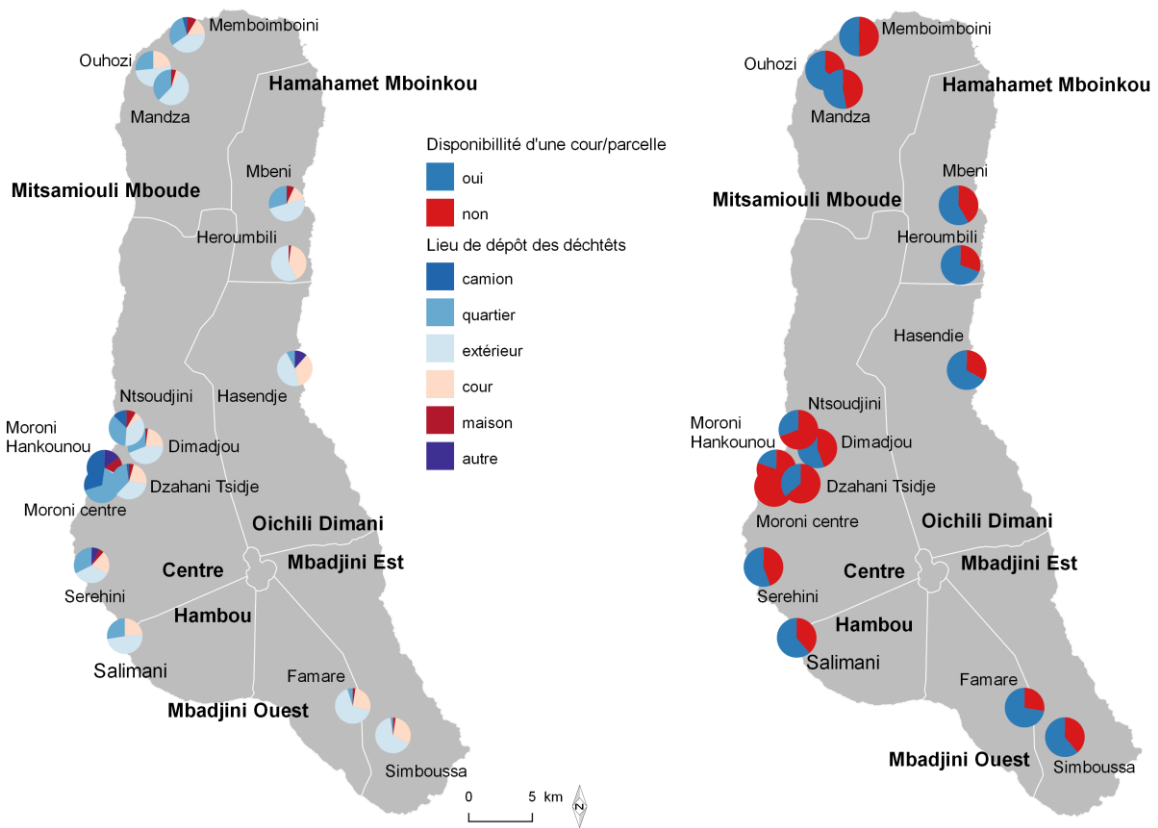 Memboimboini
Ouhozi
Hamahamet Mboinkou
Mandza
Mbeni
Mitsamiouli Mboude
Heroumbili
Hasendje
Ntsoudjini
Moroni
Hankounou
Dimadjou
Dzahani Tsidje
Moroni centre
Oichili Dimani
Centre
Mbadjini Est
Serehini
Hambou
Salimani
Famare
Mbadjini Ouest
Simboussa
Disponibillité d'une cour/parcelle
oui
non
Lieu de dépôt des déchtêts
camion
quartier
extérieur
cour
maison
autre
0 5 km
N
Memboimboini
Ouhozi
Hamahamet Mboinkou
Mandza
Mbeni
Mitsamiouli Mboude
Heroumbili
Hasendie
Ntsoudjini
Moroni
Hankounou
Dimadjou
Dzahani Tsidje
Moroni centre
Oichili Dimani
Centre
Mbadjini Est
Serehini
Hambou
Salimani
Famare
Mbadjini Ouest
Simboussa